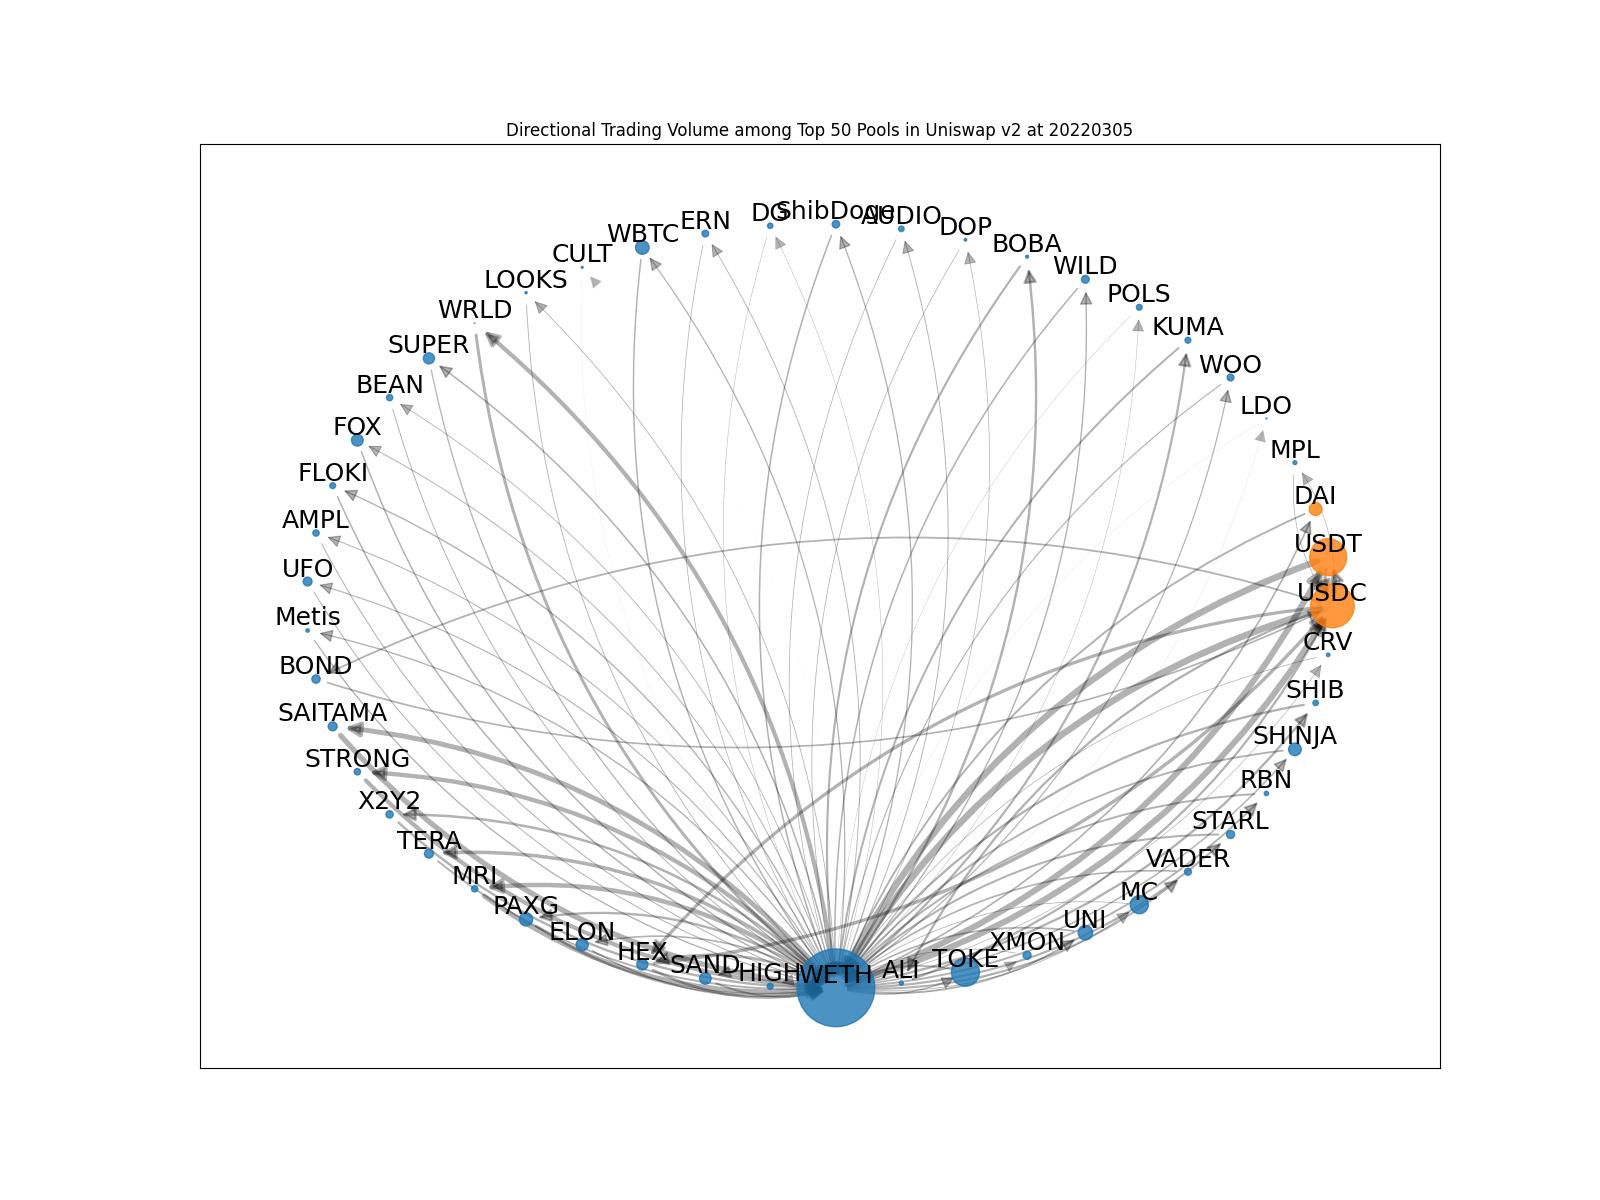 Directional Trading Volume among Top 50 Pools in Uniswap v2 at 20220305
DG
ShibDoge
AUDIO
ERN
DOP
WBTC
BOBA
CULT
WILD
LOOKS
POLS
WRLD
KUMA
SUPER
WOO
BEAN
LDO
FOX
MPL
FLOKI
DAI
AMPL
USDT
UFO
USDC
Metis
CRV
BOND
SHIB
SAITAMA
SHINJA
STRONG
RBN
X2Y2
STARL
TERA
VADER
MRI
MC
PAXG
UNI
ELON
XMON
HEX
TOKE
SAND
ALI
HIGH
WETH